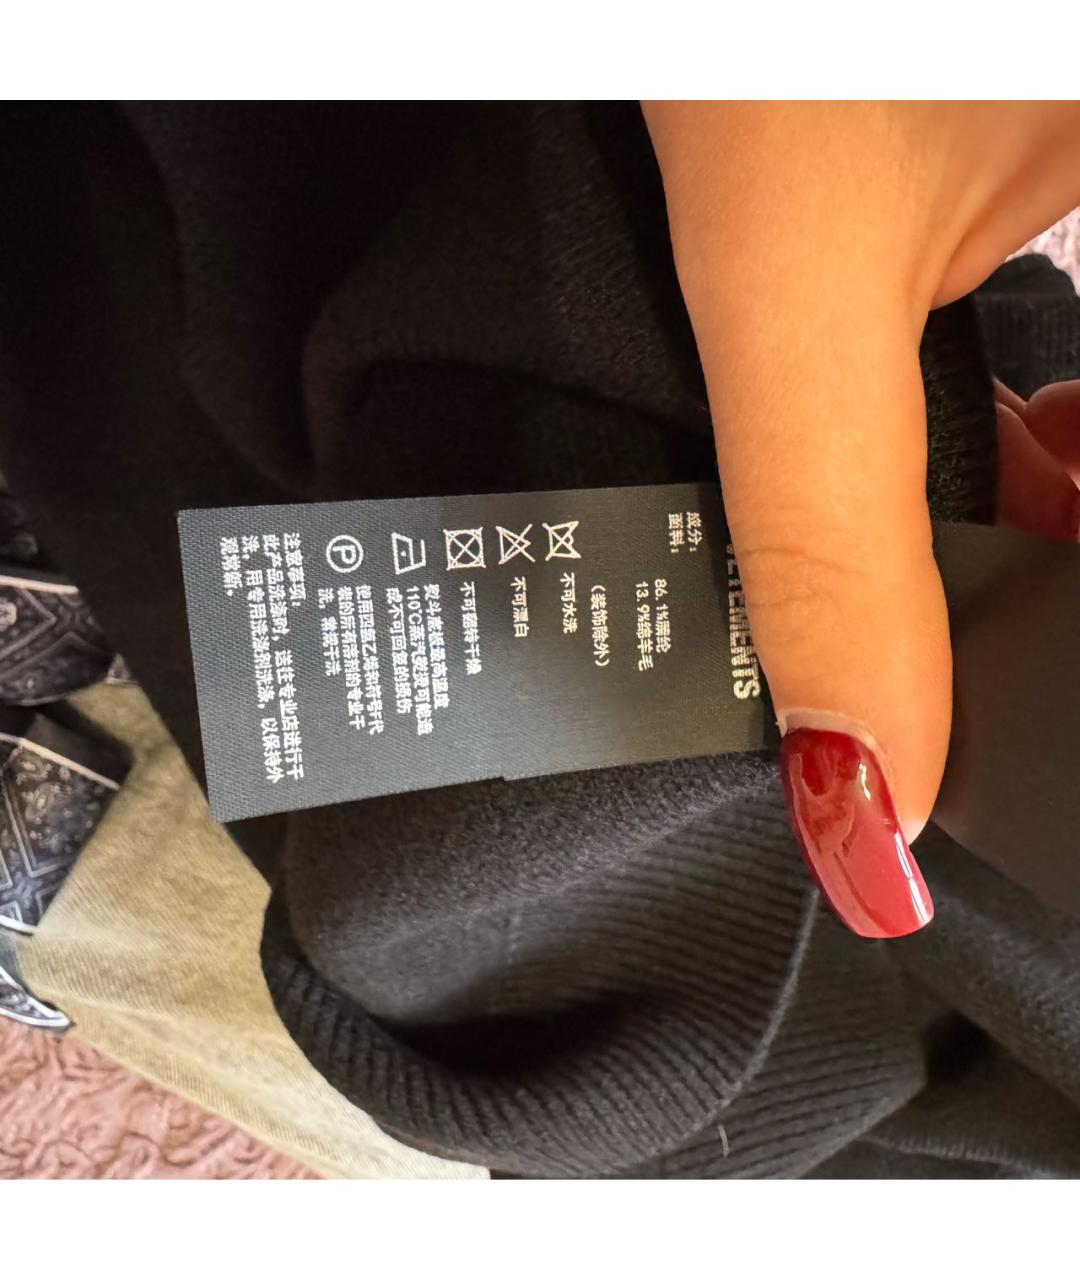 VETEMENTS
成分：
面料：
86.1%腈纶
13.9%绵羊毛
（装饰除外）
不可水洗
不可漂白
不可翻转干燥
熨斗底板最高温度
110℃蒸汽熨烫可能造
成不可回复的损伤
P
使用四氯乙烯和符号F代
表的所有溶剂的专业干
洗，常规干洗
注意事项：
此产品洗涤时，送往专业店进行干
洗，用专用洗涤剂洗涤，以保持外
观常新。